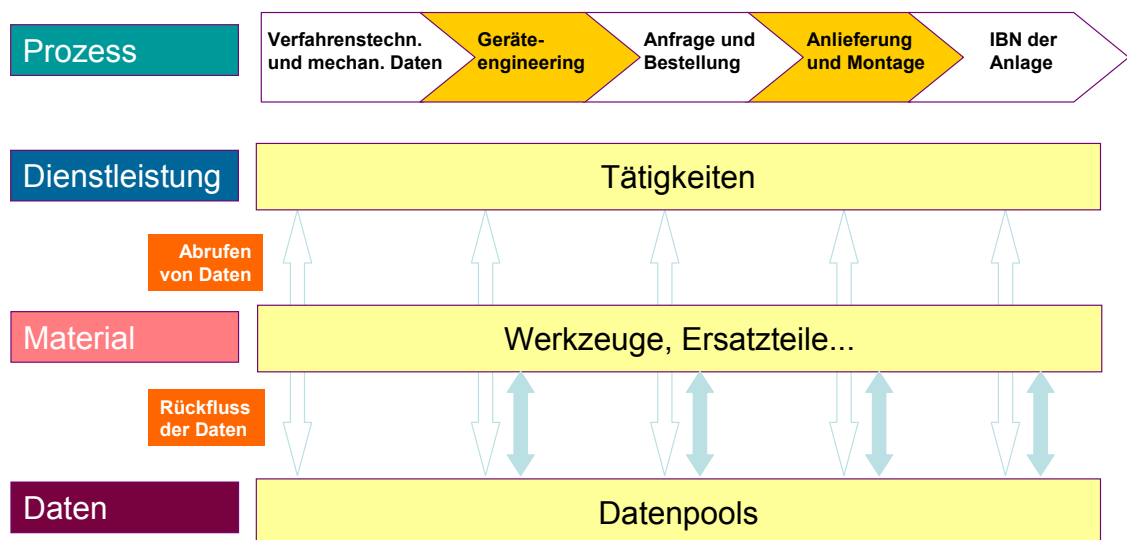 Prozess
Verfahrenstechn.
und mechan. Daten
Geräte-
engineering
Anfrage und
Bestellung
Anlieferung
und Montage
IBN der
Anlage
Dienstleistung
Tätigkeiten
Abrufen
von Daten
Material
Werkzeuge, Ersatzteile...
Rückfluss
der Daten
Daten
Datenpools